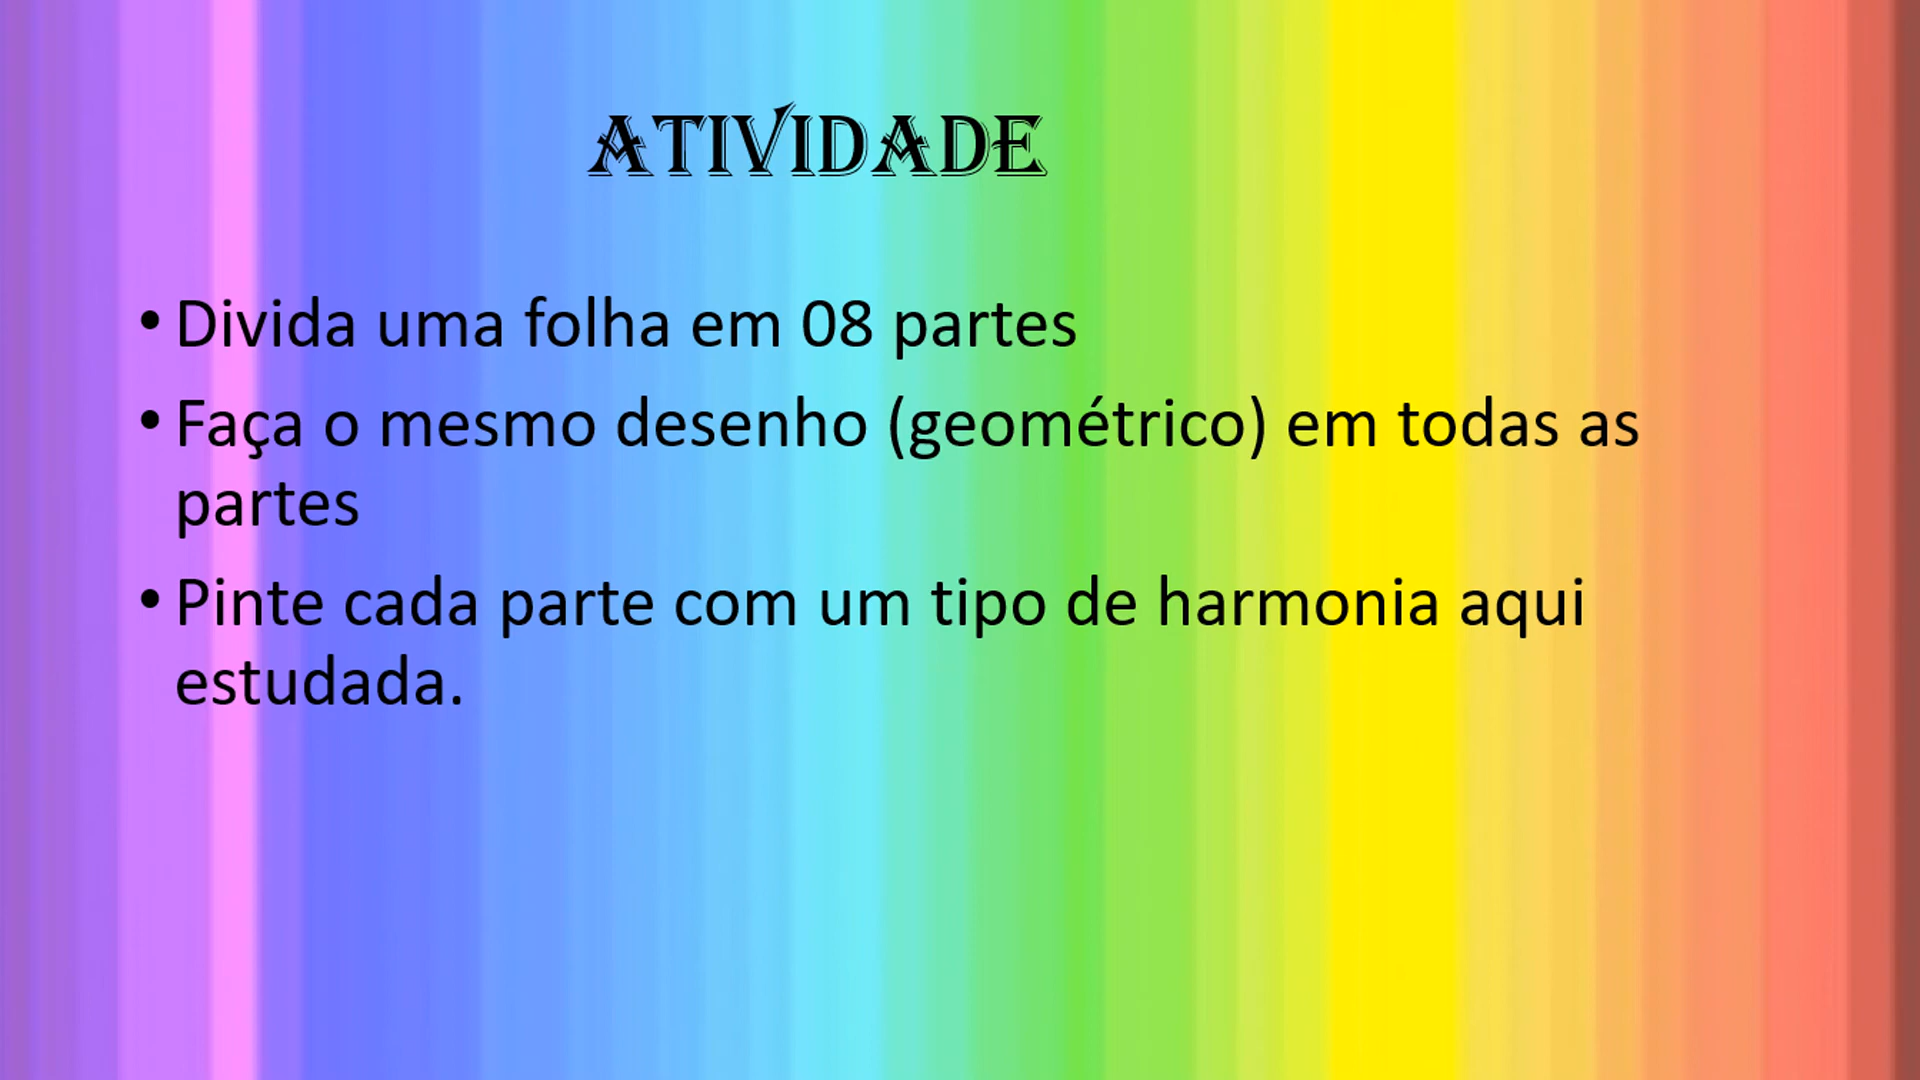 ATIVIDADE
• Divida uma folha em 08 partes
• Faça o mesmo desenho (geométrico) em todas as
partes
• Pinte cada parte com um tipo de harmonia aqui
estudada.